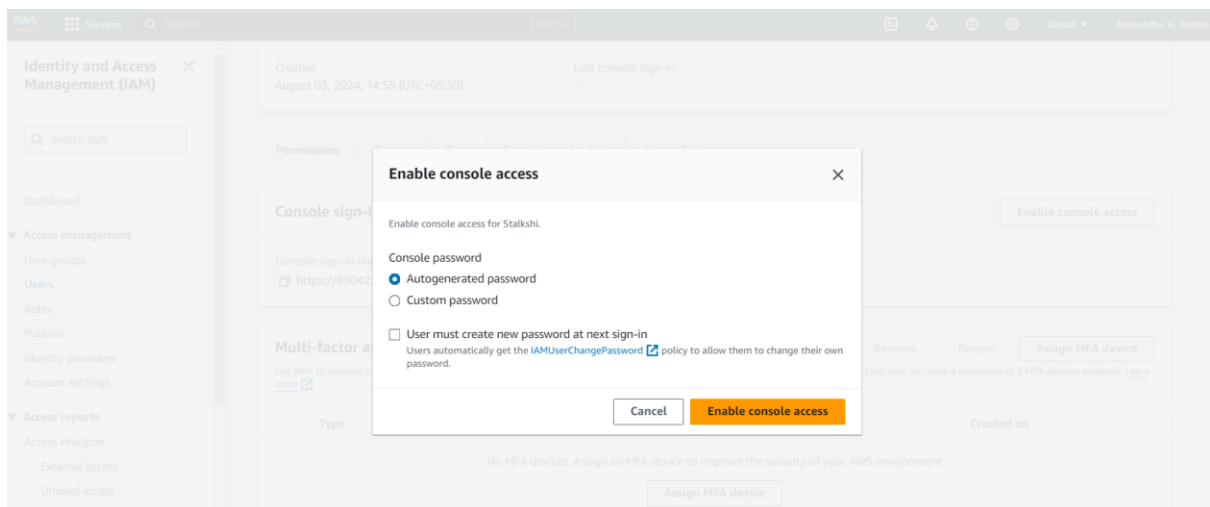 aws Services Search [Alt+S] Global Aniruddha. X. Shelke
Identity and Access
Management (IAM)
Search IAM
Dashboard
Access management
User groups
Users
Roles
Policies
Identity providers
Account settings
Access reports
Access Analyzer
External access
Unused access
Created
August 03, 2024, 14:55 (UTC+05:30)
Last console sign-in
-
Permissions
Console sign-i
Enable console access
Console sign-in lin
https://63042
Multi-factor a
Remove Resync Assign MFA device
Use MFA to increase t
Each user can have a maximum of 8 MFA devices assigned. Learn
more
Type
Created on
No MFA devices. Assign an MFA device to improve the security of your AWS environment
Assign MFA device
Enable console access
Enable console access for Stalkshi.
Console password
Autogenerated password
Custom password
User must create new password at next sign-in
Users automatically get the IAMUserChangePassword policy to allow them to change their own
password.
Cancel Enable console access